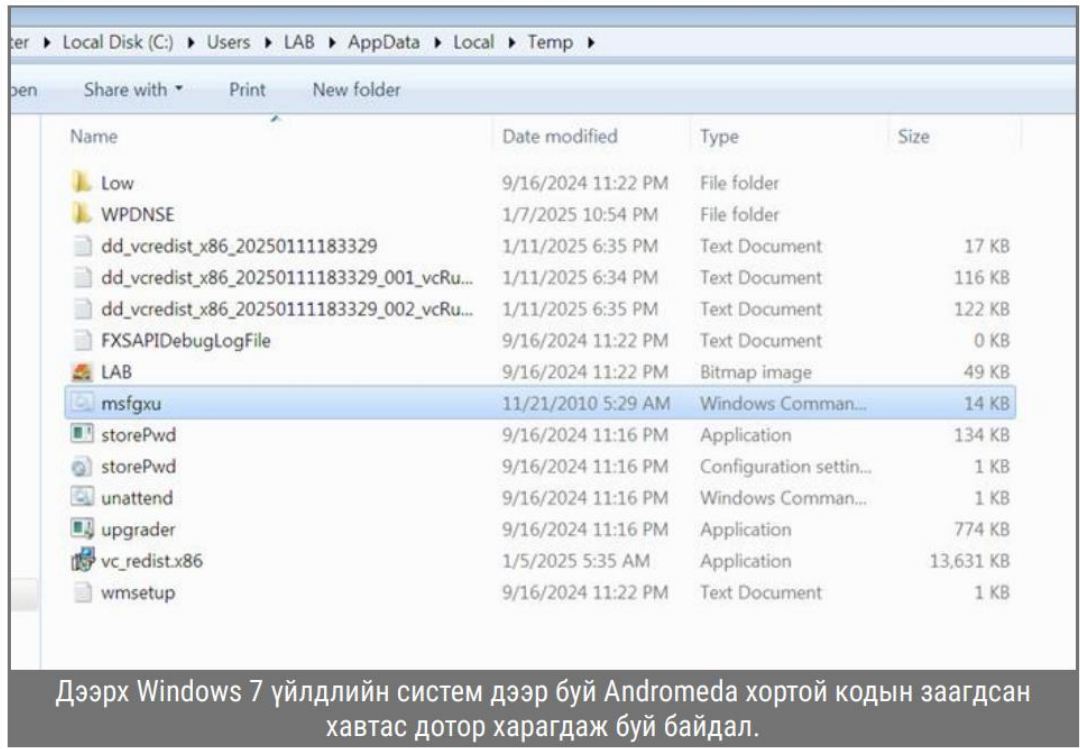 Local Disk (C:) Users LAB AppData Local Temp
Share with Print New folder
Name Date modified Type Size
Low 9/16/2024 11:22 PM File folder
WPDNSE 1/7/2025 10:54 PM File folder
dd_vcredist_x86_20250111183329 1/11/2025 6:35 PM Text Document 17 KB
dd_vcredist_x86_20250111183329_001_vcRu... 1/11/2025 6:34 PM Text Document 116 KB
dd_vcredist_x86_20250111183329_002_vcRu... 1/11/2025 6:35 PM Text Document 122 KB
FXSAPIDebugLogFile 9/16/2024 11:22 PM Text Document 0 KB
LAB 9/16/2024 11:22 PM Bitmap image 49 KB
msfgxu 11/21/2010 5:29 AM Windows Comman... 14 KB
storePwd 9/16/2024 11:16 PM Application 134 KB
storePwd 9/16/2024 11:16 PM Configuration settin... 1 KB
unattend 9/16/2024 11:16 PM Windows Comman... 1 KB
upgrader 9/16/2024 11:16 PM Application 774 KB
vc_redist.x86 1/5/2025 5:35 AM Application 13,631 KB
wmsetup 9/16/2024 11:22 PM Text Document 1 KB
Дээрх Windows 7 үйлдлийн систем дээр буй Andromeda хортой кодын заагдсан
хавтас дотор харагдаж буй байдал.